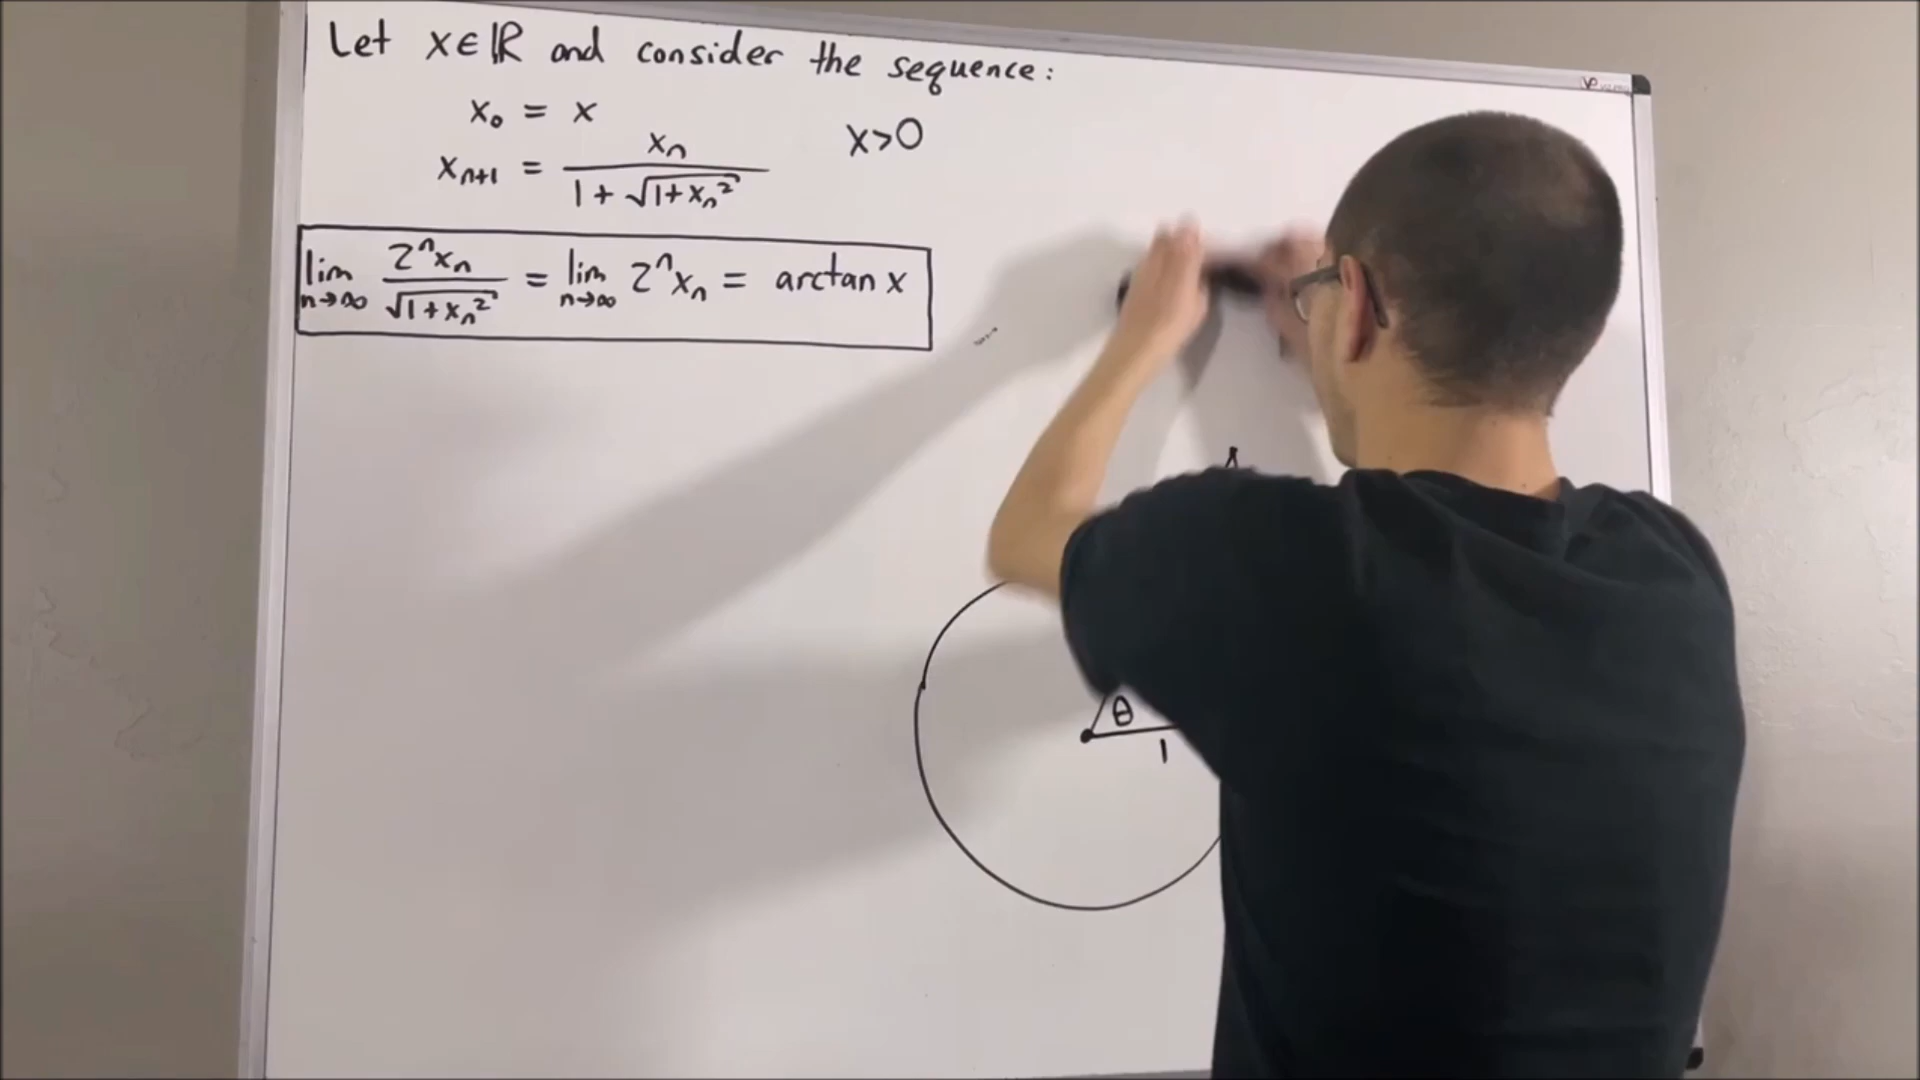 Let x∈ℝ and consider the sequence:
x₀ = x
x>0
xₙ₊₁ = xₙ / (1 + √(1+xₙ²))
lim n→∞ 2ⁿxₙ / √(1+xₙ²) = lim n→∞ 2ⁿxₙ = arctan x
θ
1